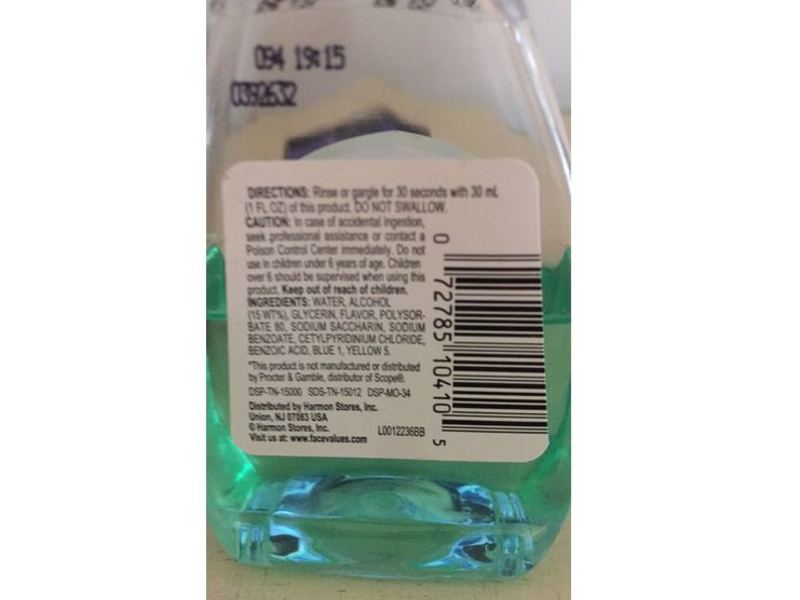 094 19:15
0392632
DIRECTIONS: Rinse or gargle for 30 seconds with 30 mL
(1 FL OZ) of this product. DO NOT SWALLOW.
CAUTION: In case of accidental ingestion,
seek professional assistance or contact a
Poison Control Center immediately. Do not
use in children under 6 years of age. Children
over 6 should be supervised when using this
product. Keep out of reach of children.
INGREDIENTS: WATER, ALCOHOL
(15 WT%), GLYCERIN, FLAVOR, POLYSOR-
BATE 80, SODIUM SACCHARIN, SODIUM
BENZOATE, CETYLPYRIDINIUM CHLORIDE,
BENZOIC ACID, BLUE 1, YELLOW 5.
*This product is not manufactured or distributed
by Procter & Gamble, distributor of Scope®.
DSP-TN-15000 SDS-TN-15012 DSP-MO-34
Distributed by Harmon Stores, Inc.
Union, NJ 07083 USA
© Harmon Stores, Inc.
Visit us at: www.facevalues.com
L0012236BB
0 72785 10410 5